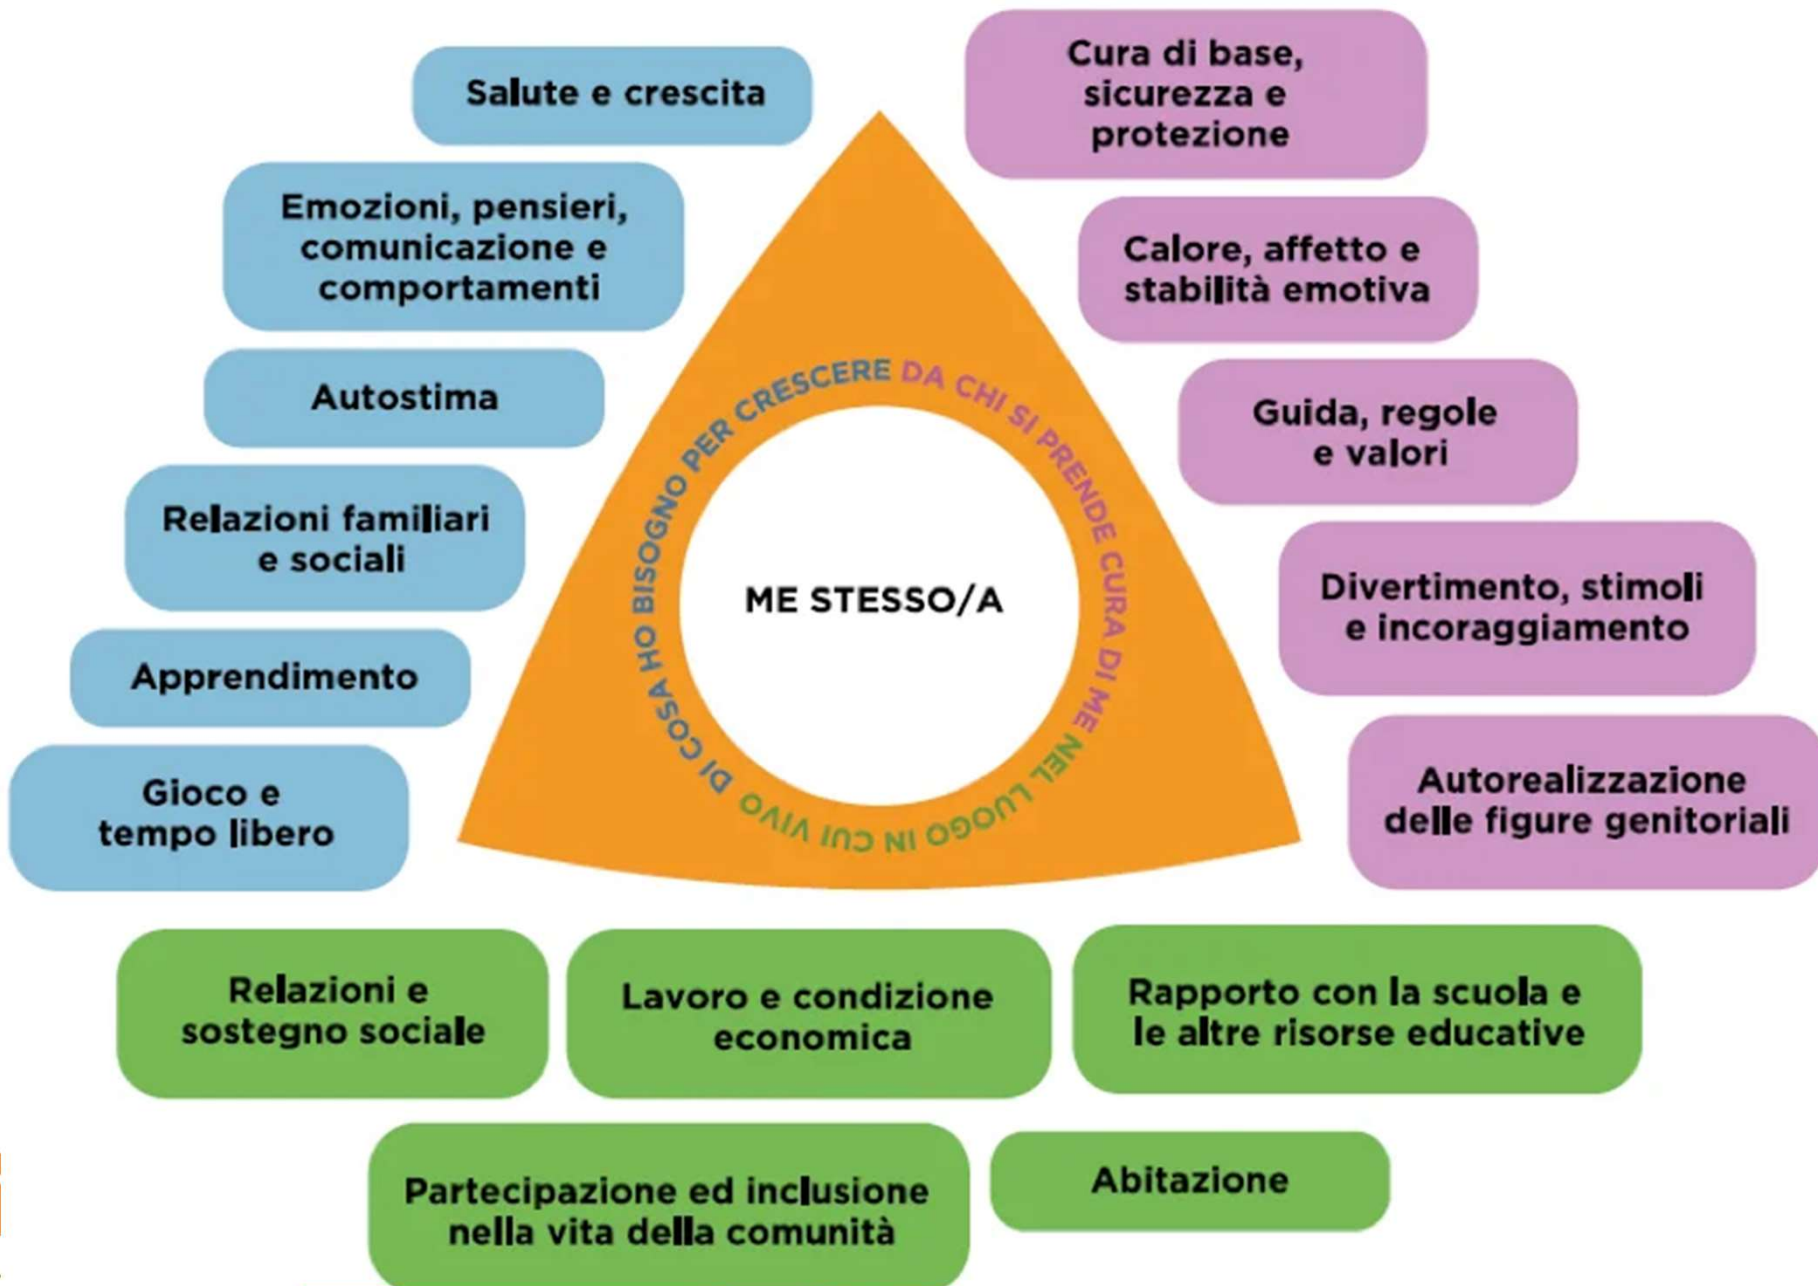 Salute e crescita
Emozioni, pensieri,
comunicazione e
comportamenti
Autostima
Relazioni familiari
e sociali
Apprendimento
Gioco e
tempo libero
Cura di base,
sicurezza e
protezione
Calore, affetto e
stabilità emotiva
Guida, regole
e valori
Divertimento, stimoli
e incoraggiamento
Autorealizzazione
delle figure genitoriali
DI COSA HO BISOGNO PER CRESCERE
DA CHI SI PRENDE CURA DI ME
NEL LUOGO IN CUI VIVO
ME STESSO/A
Relazioni e
sostegno sociale
Lavoro e condizione
economica
Rapporto con la scuola e
le altre risorse educative
Partecipazione ed inclusione
nella vita della comunità
Abitazione